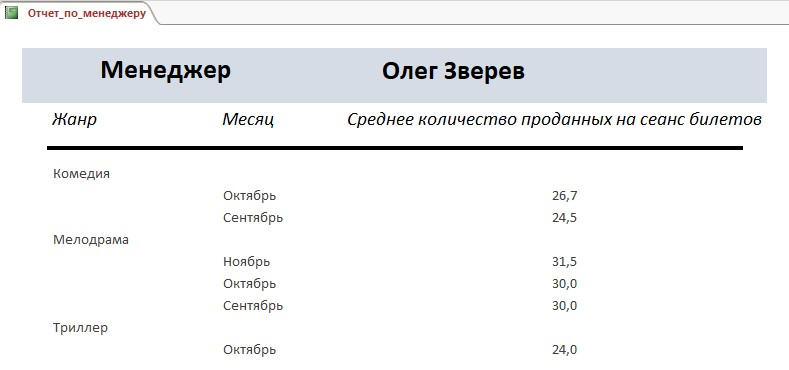 Отчет_по_менеджеру
Менеджер Олег Зверев
Жанр Месяц Среднее количество проданных на сеанс билетов
Комедия
Октябрь 26,7
Сентябрь 24,5
Мелодрама
Ноябрь 31,5
Октябрь 30,0
Сентябрь 30,0
Триллер
Октябрь 24,0